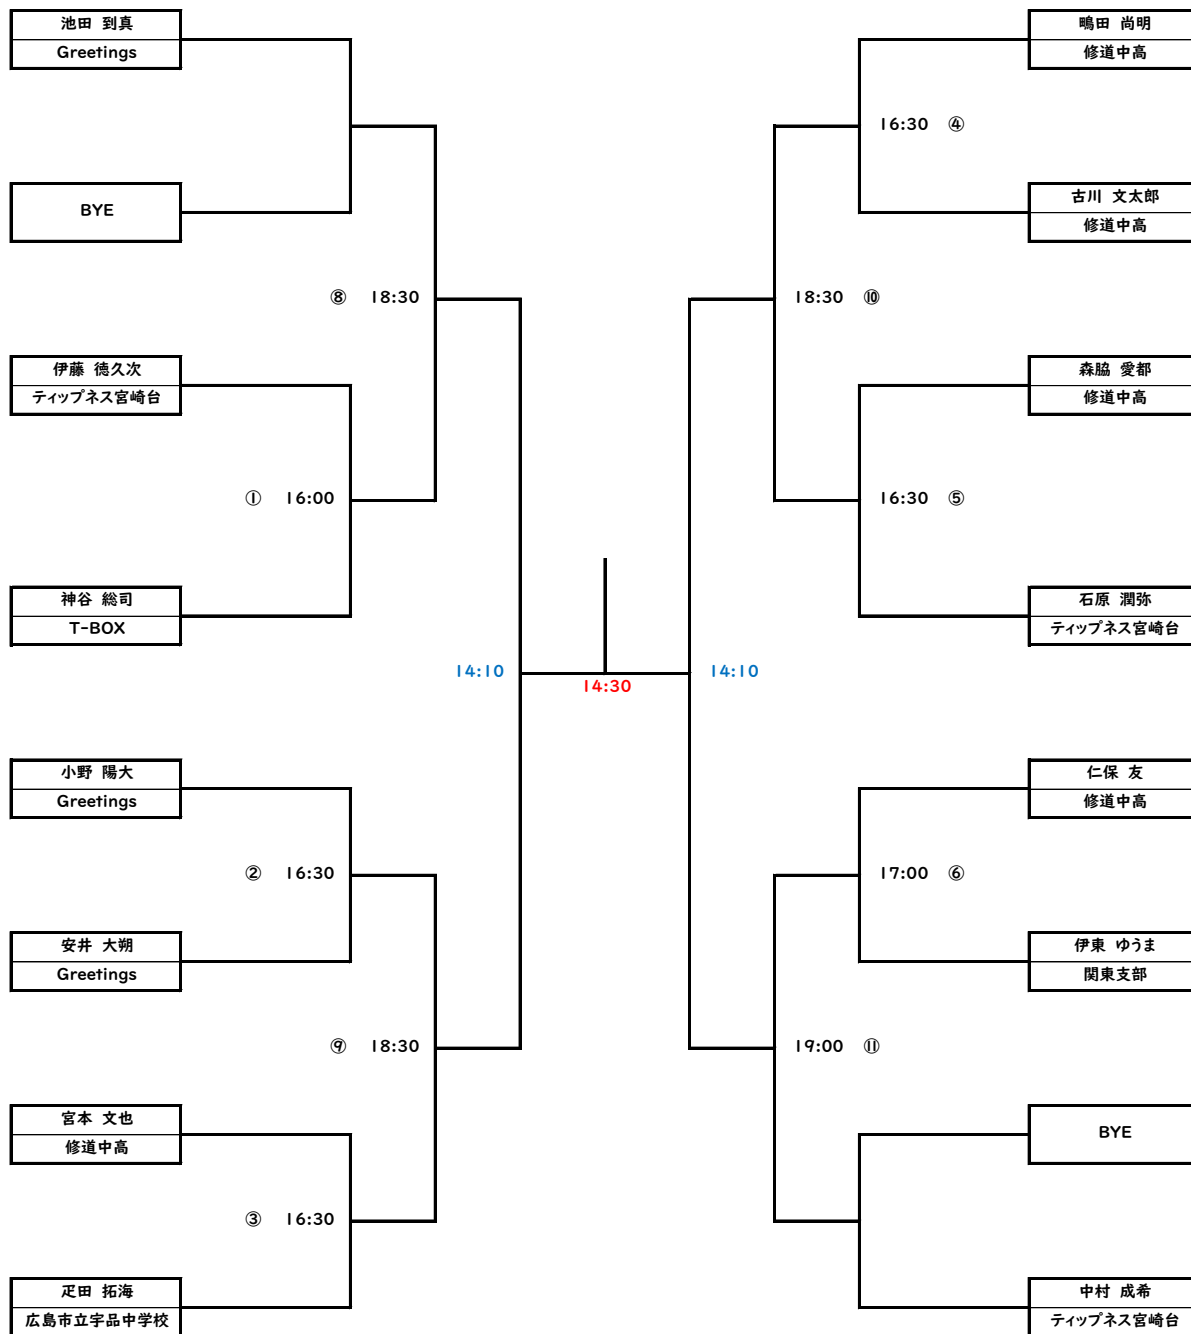 池田 到真
Greetings
BYE
⑧ 18:30
伊藤 徳久次
ティップネス宮崎台
① 16:00
神谷 総司
T-BOX
14:10
小野 陽大
Greetings
② 16:30
安井 大朔
Greetings
⑨ 18:30
宮本 文也
修道中高
③ 16:30
疋田 拓海
広島市立宇品中学校
14:30
鴫田 尚明
修道中高
16:30 ④
古川 文太郎
修道中高
18:30 ⑩
森脇 愛都
修道中高
16:30 ⑤
石原 潤弥
ティップネス宮崎台
14:10
仁保 友
修道中高
17:00 ⑥
伊東 ゆうま
関東支部
19:00 ⑪
BYE
中村 成希
ティップネス宮崎台